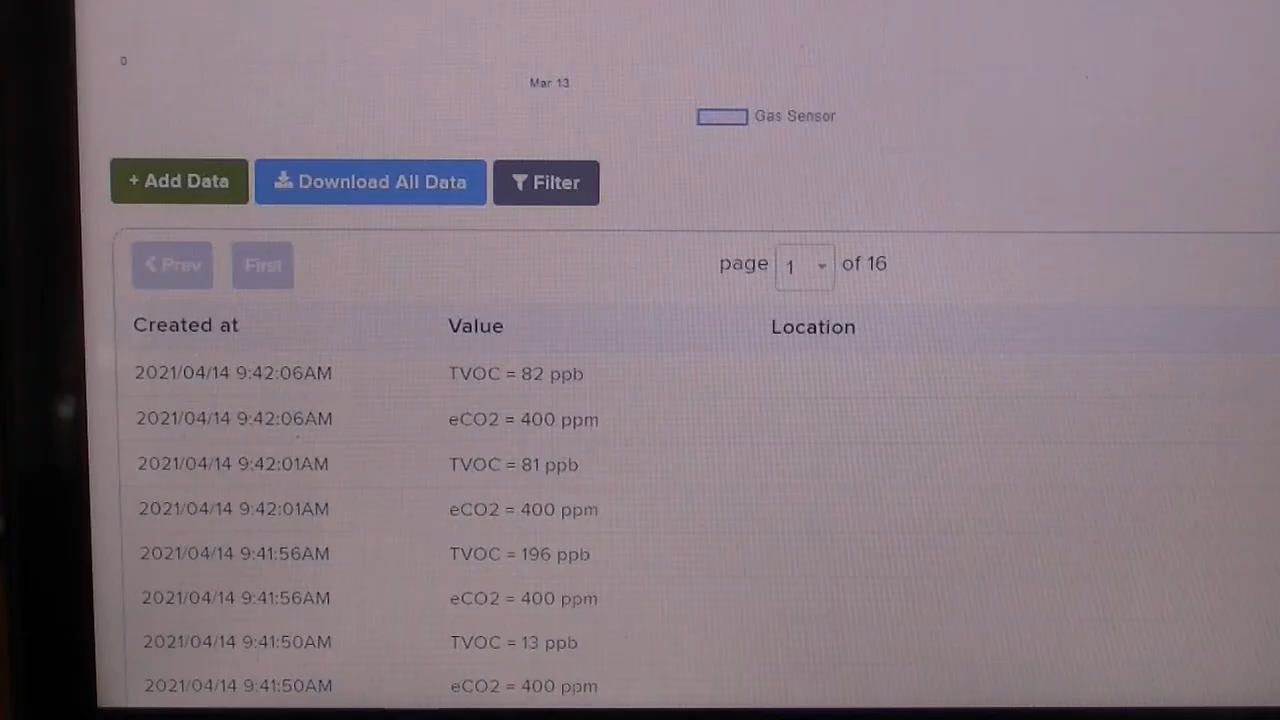 0
Mar 13
Gas Sensor
+ Add Data Download All Data Filter
Prev First page 1 of 16
Created at Value Location
2021/04/14 9:42:06AM TVOC = 82 ppb
2021/04/14 9:42:06AM eCO2 = 400 ppm
2021/04/14 9:42:01AM TVOC = 81 ppb
2021/04/14 9:42:01AM eCO2 = 400 ppm
2021/04/14 9:41:56AM TVOC = 196 ppb
2021/04/14 9:41:56AM eCO2 = 400 ppm
2021/04/14 9:41:50AM TVOC = 13 ppb
2021/04/14 9:41:50AM eCO2 = 400 ppm